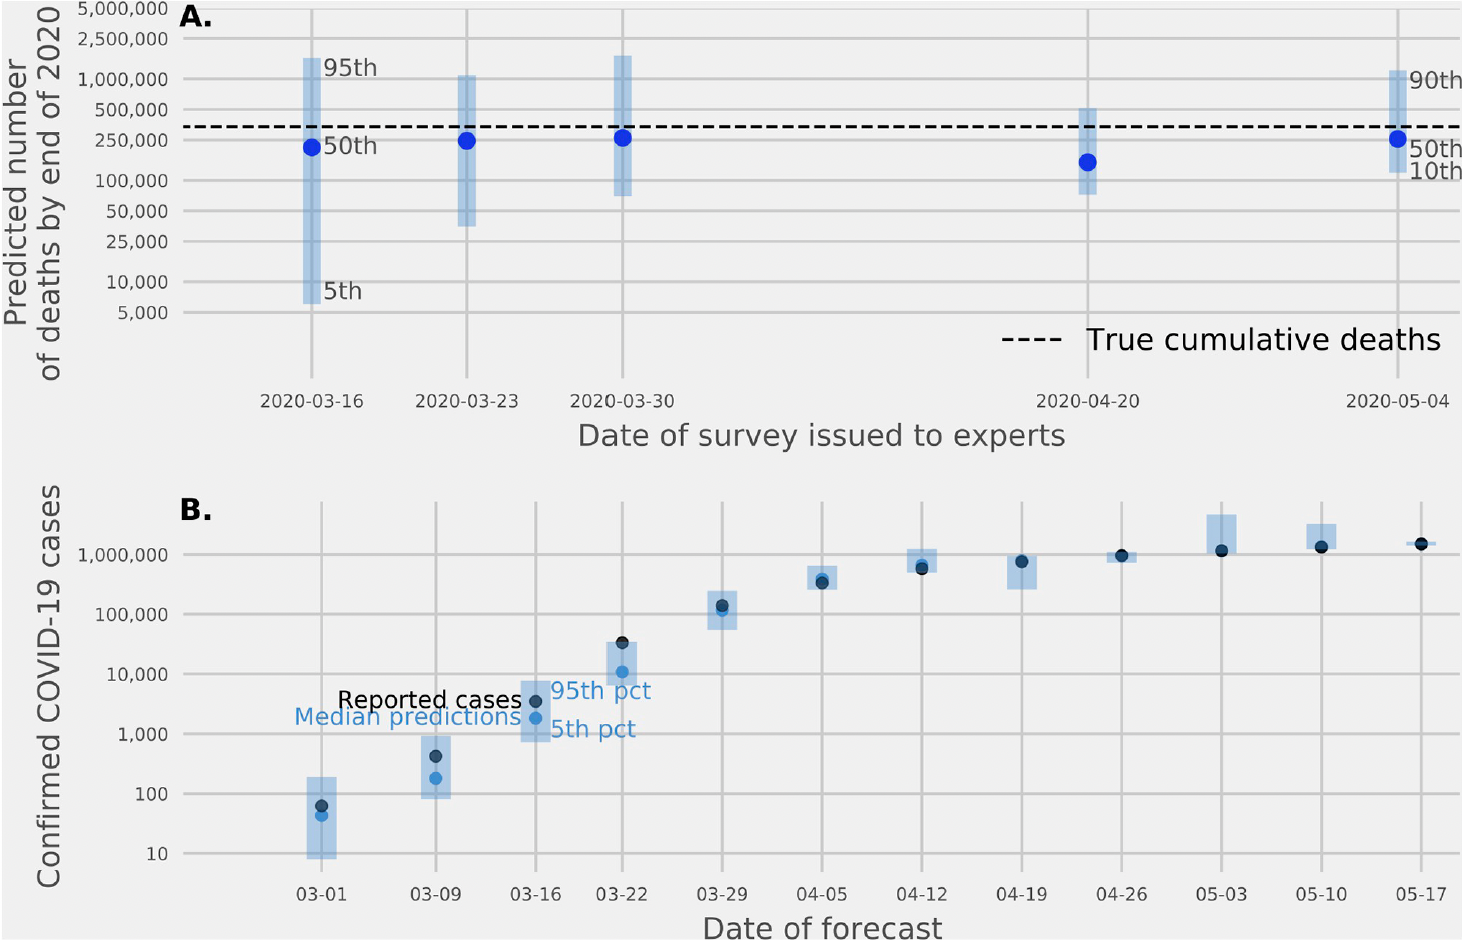 A.
Predicted number
of deaths by end of 2020
5,000,000
2,500,000
1,000,000
500,000
250,000
100,000
50,000
25,000
10,000
5,000
95th
50th
5th
90th
50th
10th
True cumulative deaths
2020-03-16 2020-03-23 2020-03-30 2020-04-20 2020-05-04
Date of survey issued to experts
B.
Confirmed COVID-19 cases
1,000,000
100,000
10,000
1,000
100
10
Reported cases
Median predictions
95th pct
5th pct
03-01 03-09 03-16 03-22 03-29 04-05 04-12 04-19 04-26 05-03 05-10 05-17
Date of forecast